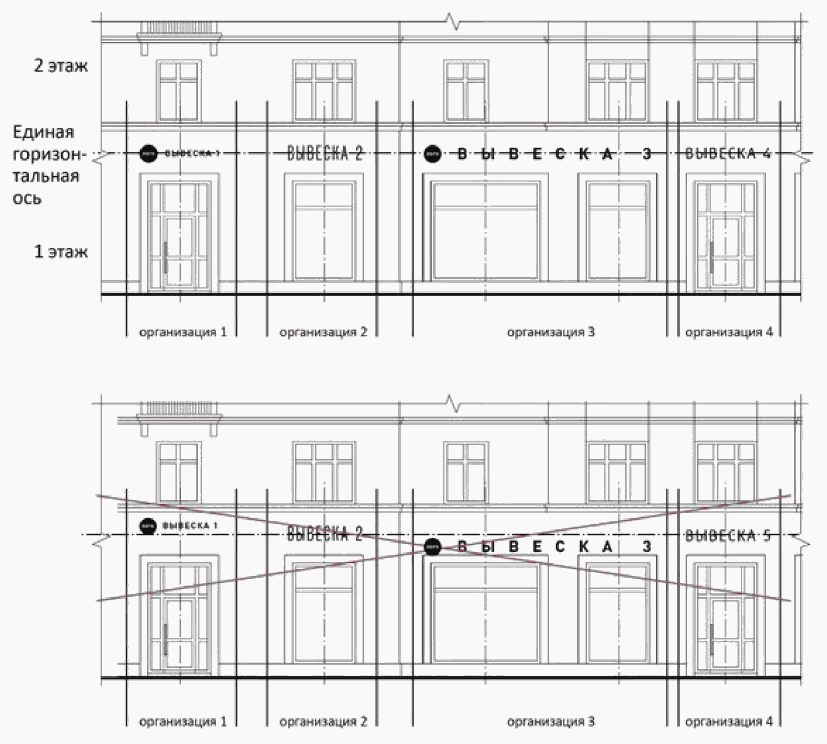 2 этаж
Единая
горизон-
тальная
ось
ВЫВЕСКА 1
ВЫВЕСКА 2
ВЫВЕСКА 3
ВЫВЕСКА 4
1 этаж
организация 1
организация 2
организация 3
организация 4
ВЫВЕСКА 1
ВЫВЕСКА 2
ВЫВЕСКА 3
ВЫВЕСКА 5
организация 1
организация 2
организация 3
организация 4